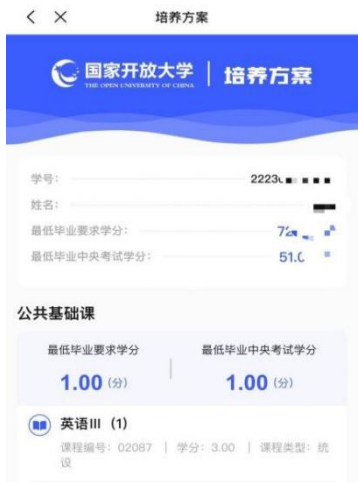 培养方案
国家开放大学 | 培养方案
THE OPEN UNIVERSITY OF CHINA
学号: 2223
姓名:
最低毕业要求学分:
最低毕业中央考试学分: 51.
公共基础课
最低毕业要求学分 最低毕业中央考试学分
1.00 (分) 1.00 (分)
英语III (1)
课程编号: 02087 | 学分: 3.00 | 课程类型: 统
设